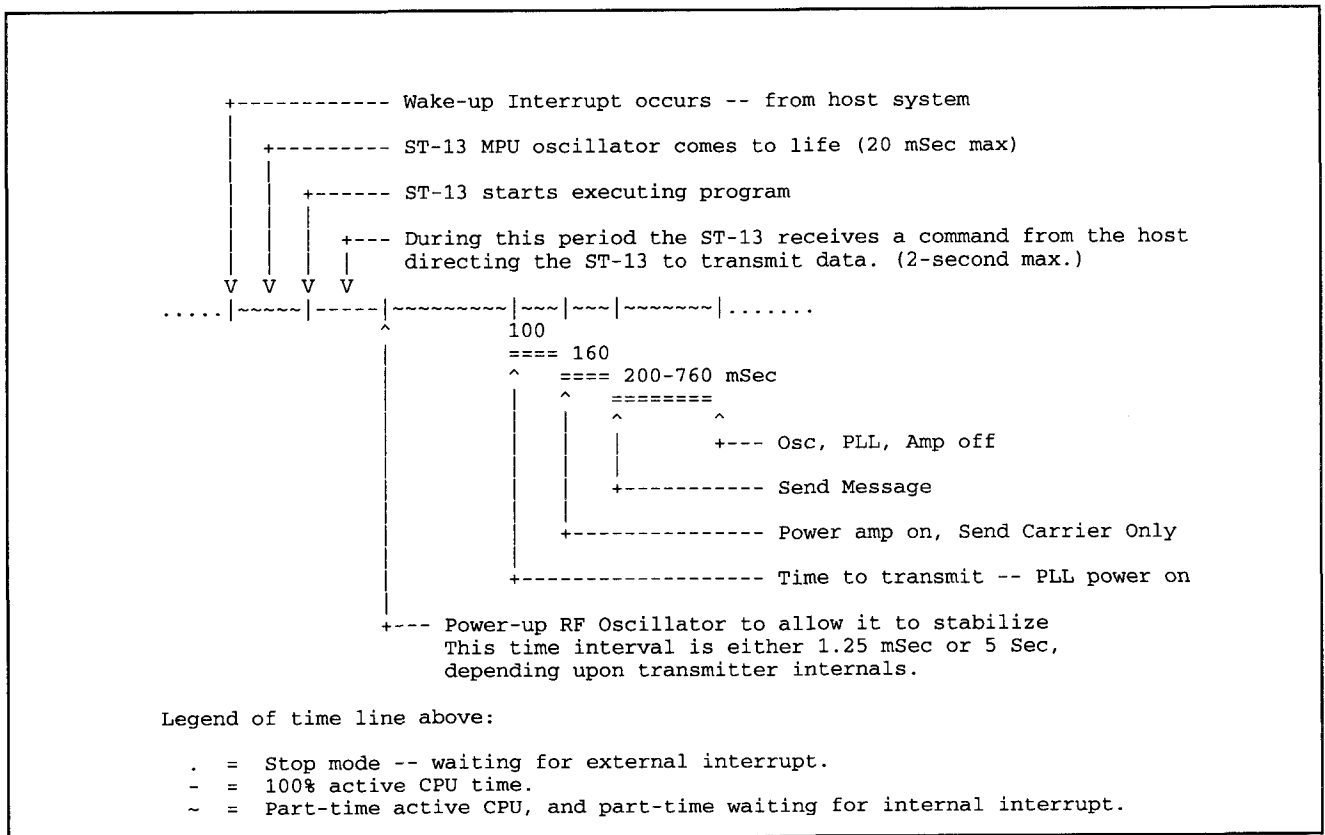 +------------ Wake-up Interrupt occurs -- from host system
+--------- ST-13 MPU oscillator comes to life (20 mSec max)
+------ ST-13 starts executing program
+--- During this period the ST-13 receives a command from the host
directing the ST-13 to transmit data. (2-second max.)
V V V V
.....|~~~~~|-----|~~~~~~~~~|~~~|~~~|~~~~~~~|.......
^ 100
==== 160
^ ==== 200-760 mSec
^ ========
^ ^
+--- Osc, PLL, Amp off
+----------- Send Message
+--------------- Power amp on, Send Carrier Only
+------------------- Time to transmit -- PLL power on
+--- Power-up RF Oscillator to allow it to stabilize
This time interval is either 1.25 mSec or 5 Sec,
depending upon transmitter internals.
Legend of time line above:
. = Stop mode -- waiting for external interrupt.
- = 100% active CPU time.
~ = Part-time active CPU, and part-time waiting for internal interrupt.